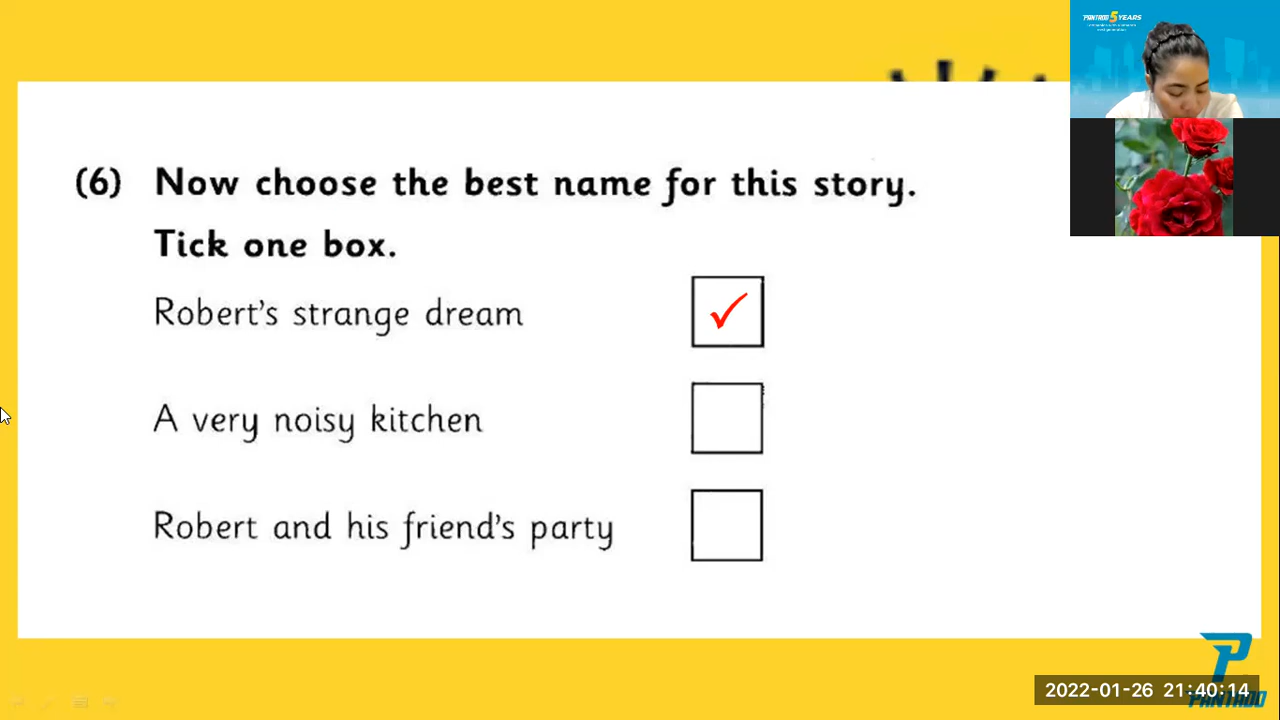 PANTADO 5 YEARS
(6) Now choose the best name for this story.
Tick one box.
Robert's strange dream
A very noisy kitchen
Robert and his friend's party
2022-01-26 21:40:14
PANTADO